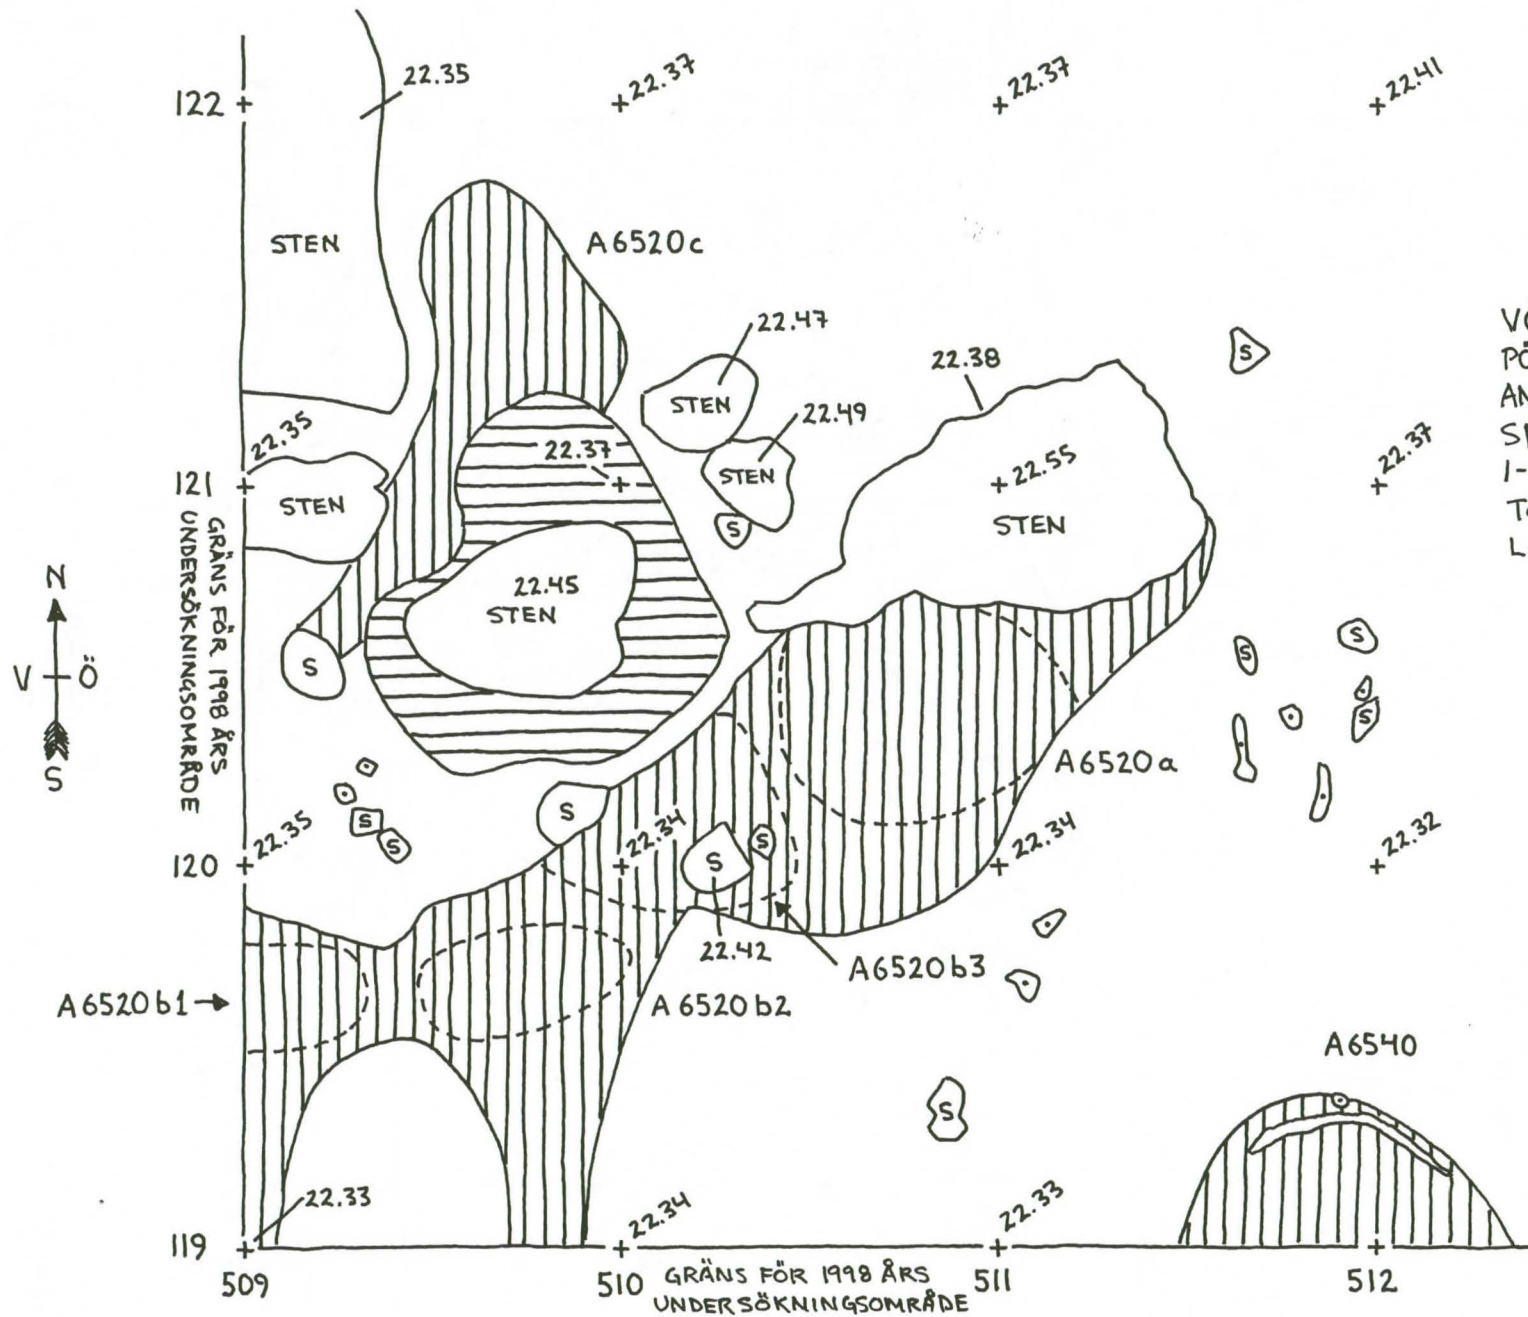 22.35
22.37
22.37
22.41
122
STEN
A6520c
22.47
22.38
S
STEN
22.49
22.35
22.37
STEN
22.55
22.37
121
STEN
S
STEN
GRÄNS FÖR 1998 ÅRS
UNDERSÖKNINGSOMRÅDE
N
V
Ö
S
22.45
STEN
S
S
S
S
A6520a
S
S
S
S
S
22.35
22.34
22.34
22.32
120
22.42
A6520b3
A6520b1
A6520b2
A6540
S
22.33
22.34
22.33
119
509
510
511
512
GRÄNS FÖR 1998 ÅRS
UNDERSÖKNINGSOMRÅDE